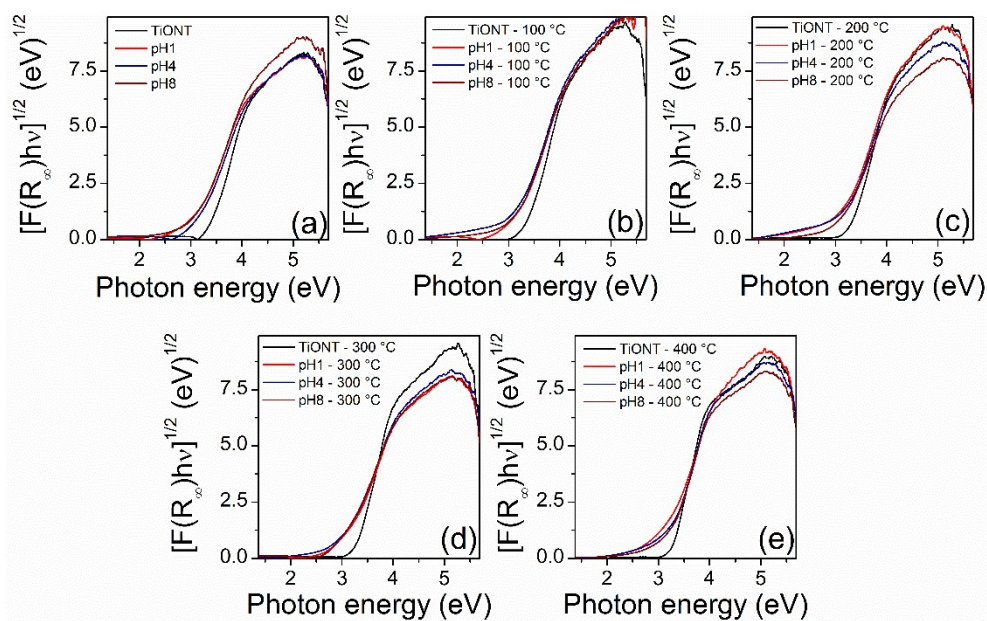 [F(R∞)hν]^1/2 (eV)^1/2
7.5
5.0
2.5
0.0
TiONT
pH1
pH4
pH8
(a)
2 3 4 5
Photon energy (eV)
[F(R∞)hν]^1/2 (eV)^1/2
7.5
5.0
2.5
0.0
TiONT - 100 °C
pH1 - 100 °C
pH4 - 100 °C
pH8 - 100 °C
(b)
2 3 4 5
Photon energy (eV)
[F(R∞)hν]^1/2 (eV)^1/2
7.5
5.0
2.5
0.0
TiONT - 200 °C
pH1 - 200 °C
pH4 - 200 °C
pH8 - 200 °C
(c)
2 3 4 5
Photon energy (eV)
[F(R∞)hν]^1/2 (eV)^1/2
7.5
5.0
2.5
0.0
TiONT - 300 °C
pH1 - 300 °C
pH4 - 300 °C
pH8 - 300 °C
(d)
2 3 4 5
Photon energy (eV)
[F(R∞)hν]^1/2 (eV)^1/2
7.5
5.0
2.5
0.0
TiONT - 400 °C
pH1 - 400 °C
pH4 - 400 °C
pH8 - 400 °C
(e)
2 3 4 5
Photon energy (eV)